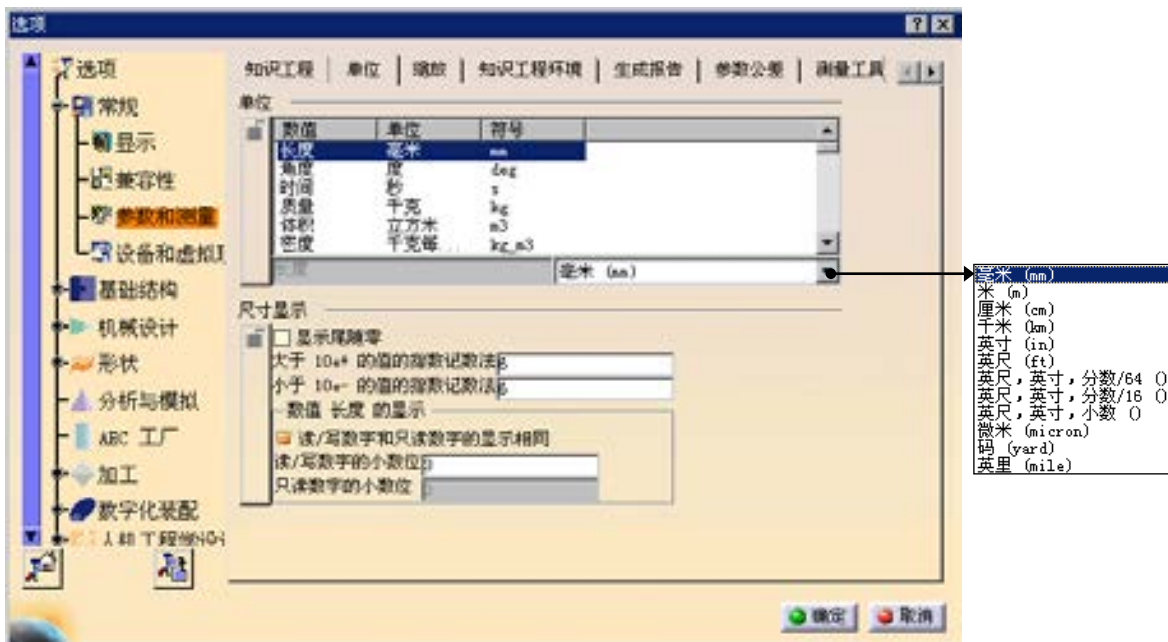 选项
选项
常规
显示
兼容性
参数和测量
设备和虚拟现
基础结构
机械设计
形状
分析与模拟
AEC 工厂
加工
数字化装配
知识工程 单位 缩放 知识工程环境 生成报告 参数公差 测量工具
单位
数值 单位 符号
长度 毫米 mm
角度 度 deg
时间 秒 s
质量 千克 kg
体积 立方米 m3
密度 千克每... kg_m3
长度 毫米 (mm)
尺寸显示
显示尾随零
大于 10e+ 的值的指数记数法 6
小于 10e- 的值的指数记数法 6
数值 长度 的显示
读/写数字和只读数字的显示相同
读/写数字的小数位 3
只读数字的小数位
确定 取消
毫米 (mm)
米 (m)
厘米 (cm)
千米 (km)
英寸 (in)
英尺 (ft)
英尺,英寸,分数/64 ()
英尺,英寸,分数/16 ()
英尺,英寸,小数 ()
微米 (micron)
码 (yard)
英里 (mile)